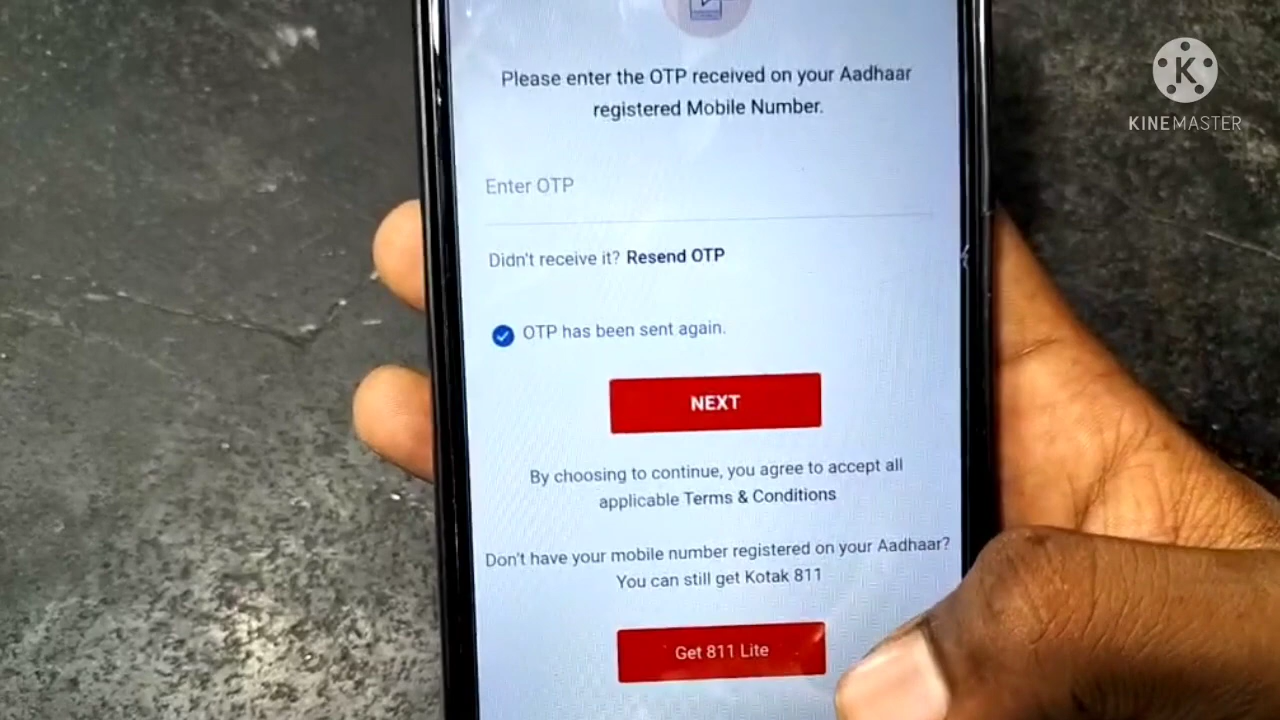 Please enter the OTP received on your Aadhaar
registered Mobile Number.
Enter OTP
Didn't receive it? Resend OTP
OTP has been sent again.
NEXT
By choosing to continue, you agree to accept all
applicable Terms & Conditions
Don't have your mobile number registered on your Aadhaar?
You can still get Kotak 811
Get 811 Lite
K
KINEMASTER